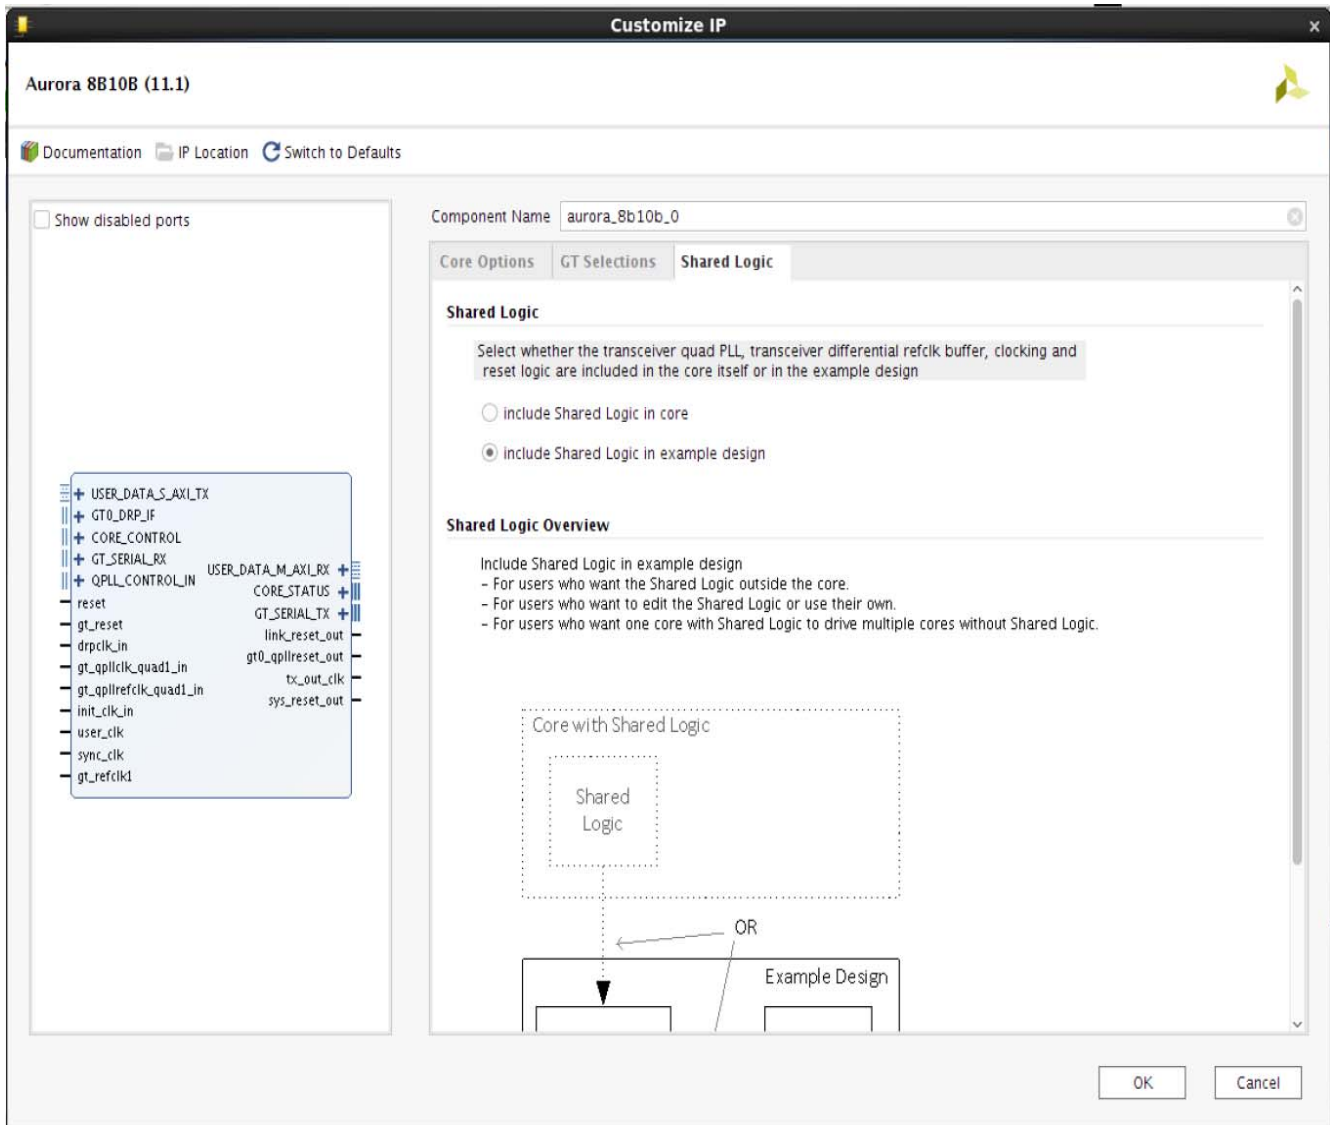 Customize IP
Aurora 8B10B (11.1)
Documentation IP Location Switch to Defaults
Show disabled ports
USER_DATA_S_AXI_TX
GT0_DRP_IF
CORE_CONTROL
GT_SERIAL_RX
QPLL_CONTROL_IN
reset
gt_reset
drpclk_in
gt_qpllclk_quad1_in
gt_qpllrefclk_quad1_in
init_clk_in
user_clk
sync_clk
gt_refclk1
USER_DATA_M_AXI_RX
CORE_STATUS
GT_SERIAL_TX
link_reset_out
gt0_qpllreset_out
tx_out_clk
sys_reset_out
Component Name aurora_8b10b_0
Core Options GT Selections Shared Logic
Shared Logic
Select whether the transceiver quad PLL, transceiver differential refclk buffer, clocking and
reset logic are included in the core itself or in the example design
include Shared Logic in core
include Shared Logic in example design
Shared Logic Overview
Include Shared Logic in example design
- For users who want the Shared Logic outside the core.
- For users who want to edit the Shared Logic or use their own.
- For users who want one core with Shared Logic to drive multiple cores without Shared Logic.
Core with Shared Logic
Shared
Logic
OR
Example Design
OK Cancel